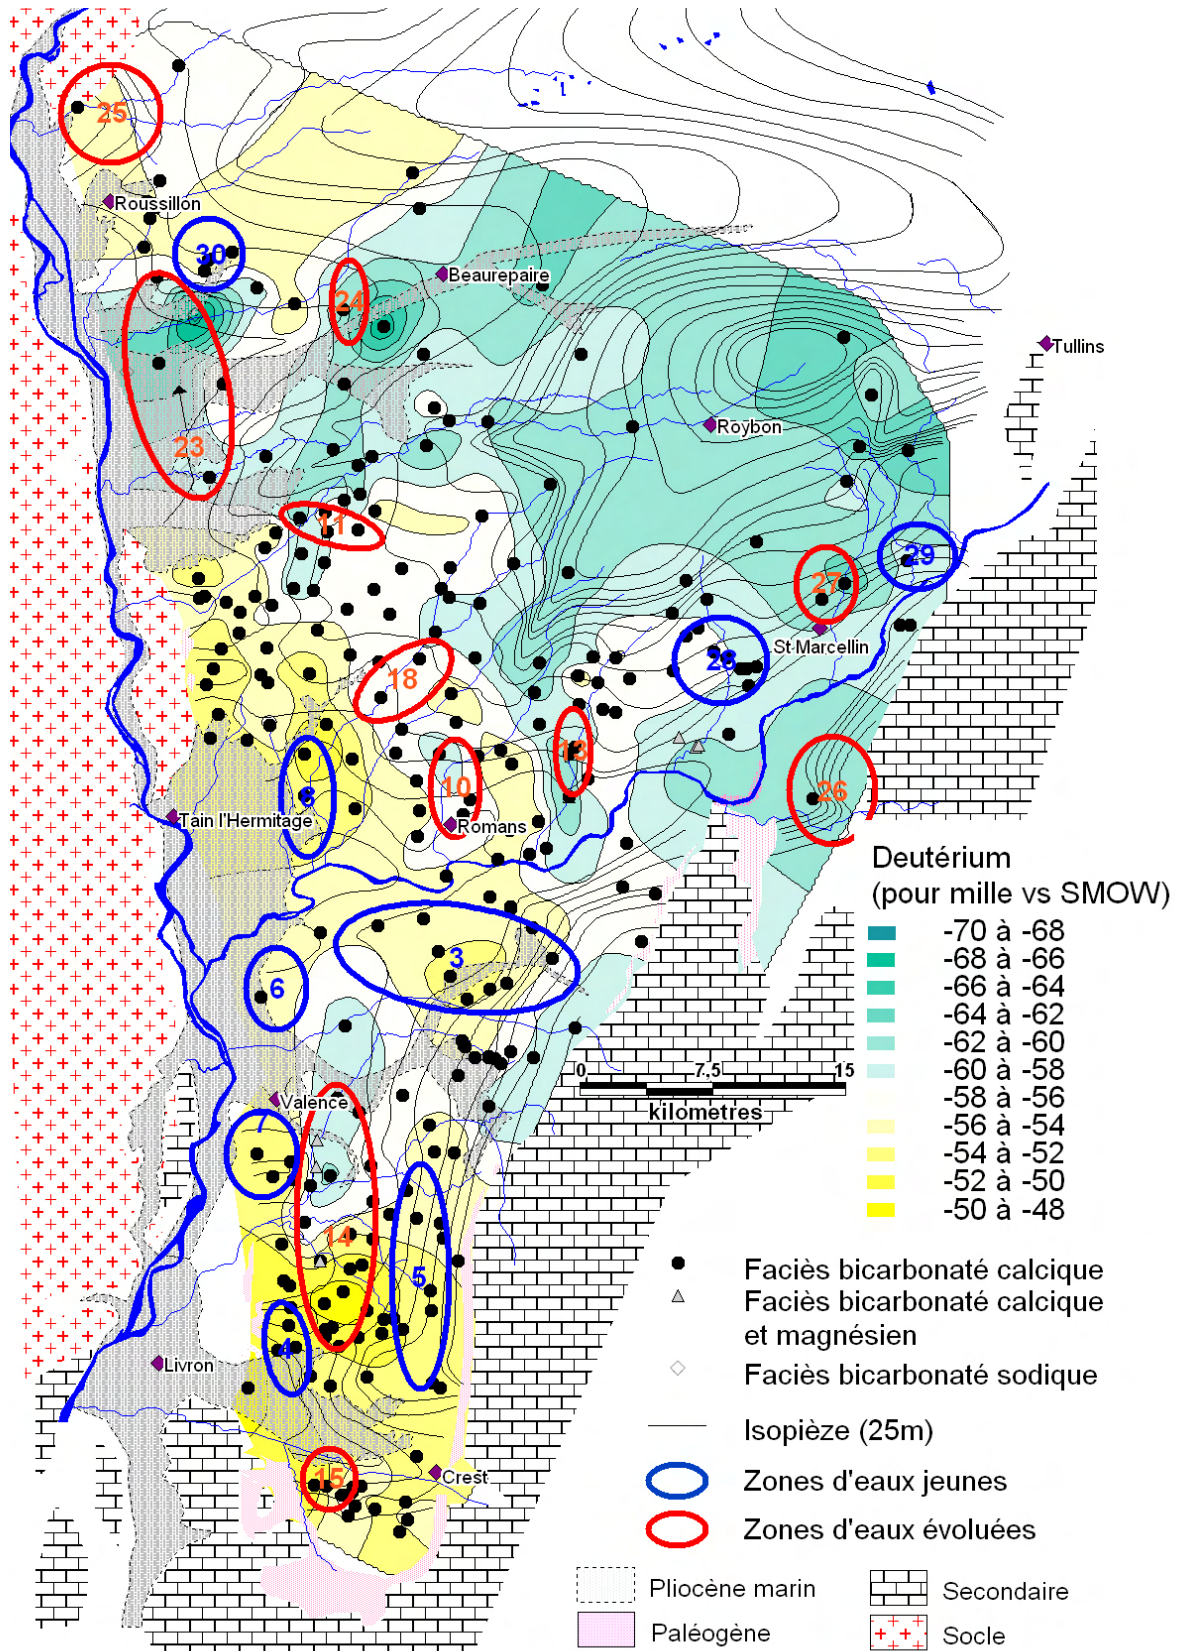 25
Roussillon
30
Beaurepaire
24
Tullins
Roybon
23
11
29
27
St Marcellin
28
18
13
10
26
8
Tain l'Hermitage
Romans
Deutérium
(pour mille vs SMOW)
-70 à -68
-68 à -66
-66 à -64
-64 à -62
-62 à -60
-60 à -58
-58 à -56
-56 à -54
-54 à -52
-52 à -50
-50 à -48
3
6
0 7,5 15
kilomètres
Valence
7
14
5
4
Livron
15
Crest
Faciès bicarbonaté calcique
Faciès bicarbonaté calcique
et magnésien
Faciès bicarbonaté sodique
Isopièze (25m)
Zones d'eaux jeunes
Zones d'eaux évoluées
Pliocène marin
Secondaire
Paléogène
Socle